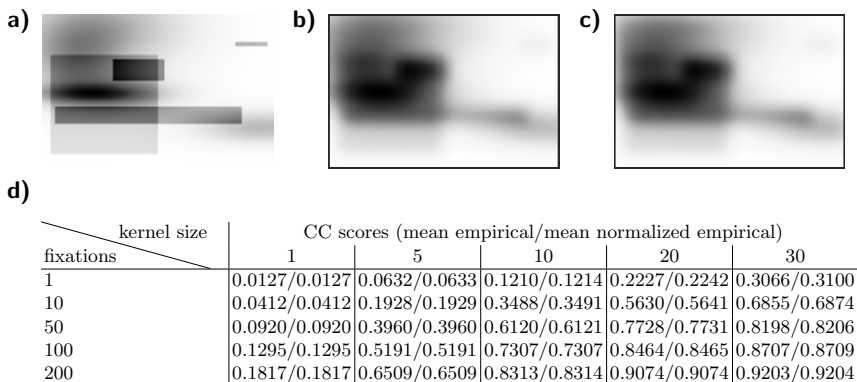 a)
b)
c)
d)
kernel size
CC scores (mean empirical/mean normalized empirical)
fixations
1 5 10 20 30
1 0.0127/0.0127 0.0632/0.0633 0.1210/0.1214 0.2227/0.2242 0.3066/0.3100
10 0.0412/0.0412 0.1928/0.1929 0.3488/0.3491 0.5630/0.5641 0.6855/0.6874
50 0.0920/0.0920 0.3960/0.3960 0.6120/0.6121 0.7728/0.7731 0.8198/0.8206
100 0.1295/0.1295 0.5191/0.5191 0.7307/0.7307 0.8464/0.8465 0.8707/0.8709
200 0.1817/0.1817 0.6509/0.6509 0.8313/0.8314 0.9074/0.9074 0.9203/0.9204